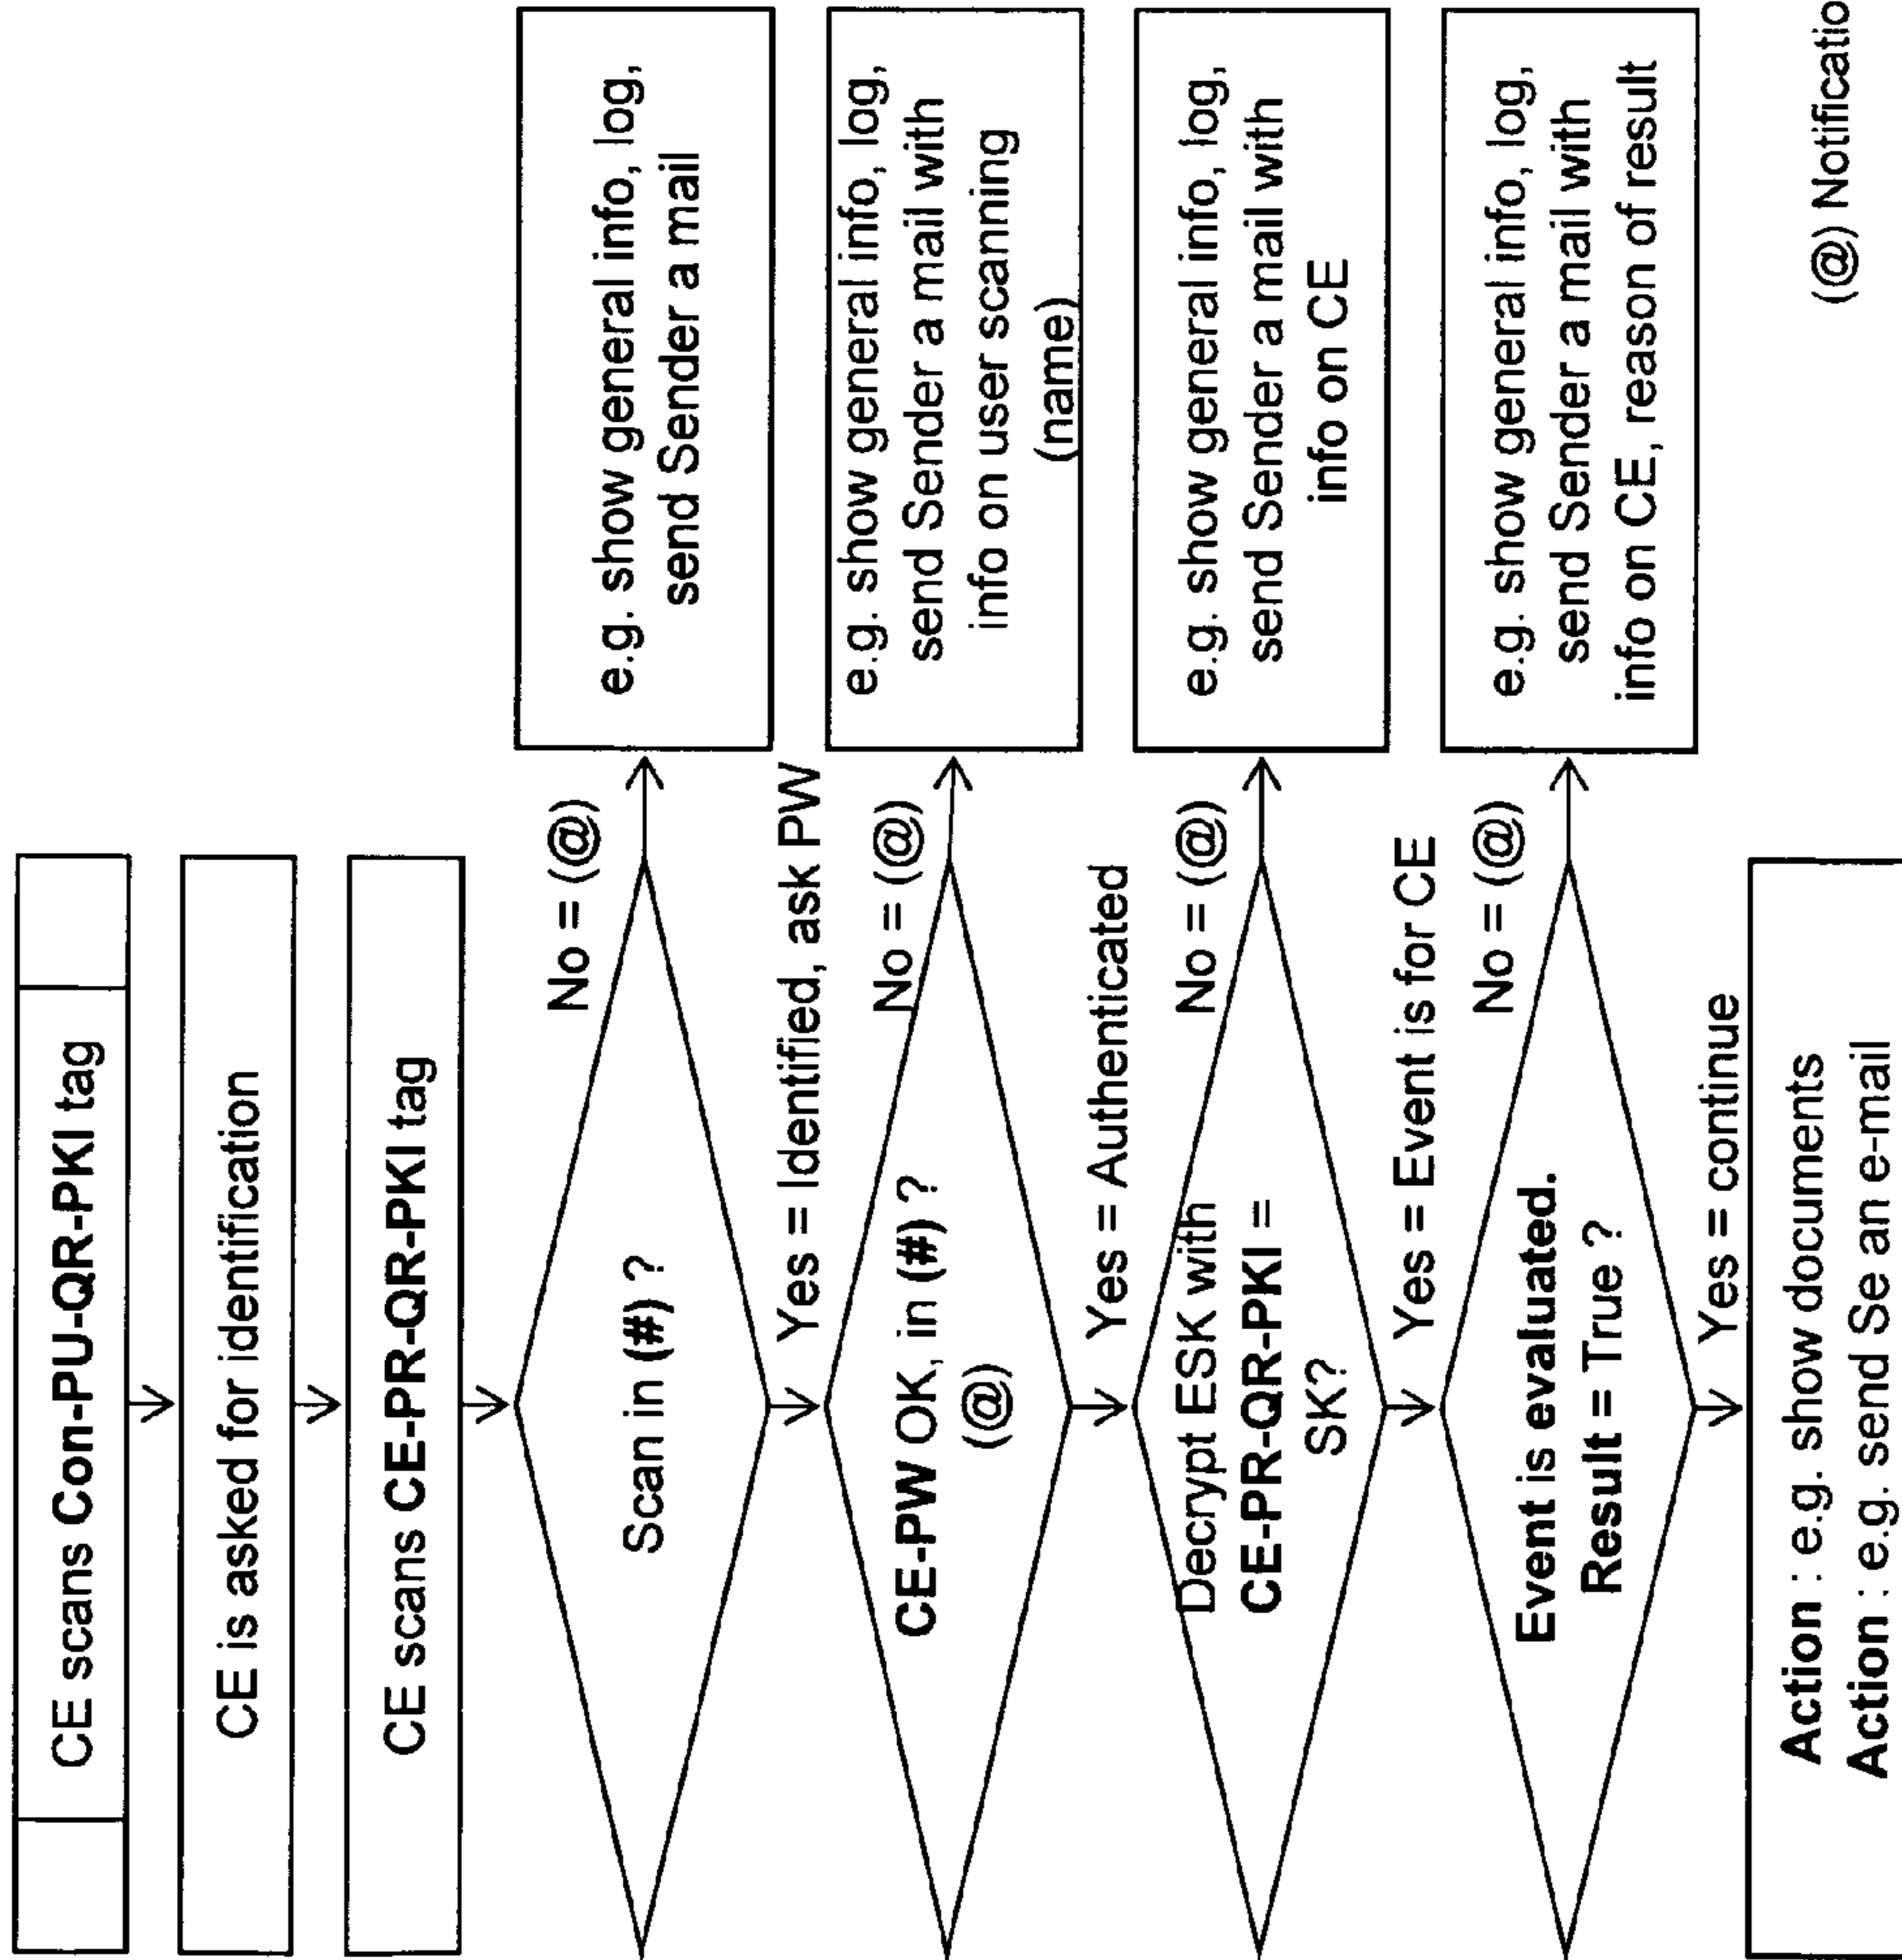 CE scans Con-PU-QR-PKI tag
CE is asked for identification
CE scans CE-PR-QR-PKI tag
Scan in (#) ?
No = (@)
e.g. show general info, log,
send Sender a mail
Yes = Identified, ask PW
CE-PW OK, in (#) ?
(@)
No = (@)
e.g. show general info, log,
send Sender a mail with
info on user scanning
(name)
Yes = Authenticated
Decrypt ESK with
CE-PR-QR-PKI =
SK?
No = (@)
e.g. show general info, log,
send Sender a mail with
info on CE
Yes = Event is for CE
Event is evaluated.
Result = True ?
No = (@)
e.g. show general info, log,
send Sender a mail with
info on CE, reason of result
Yes = continue
Action : e.g. show documents
Action : e.g. send Se an e-mail
(@) Notificatio